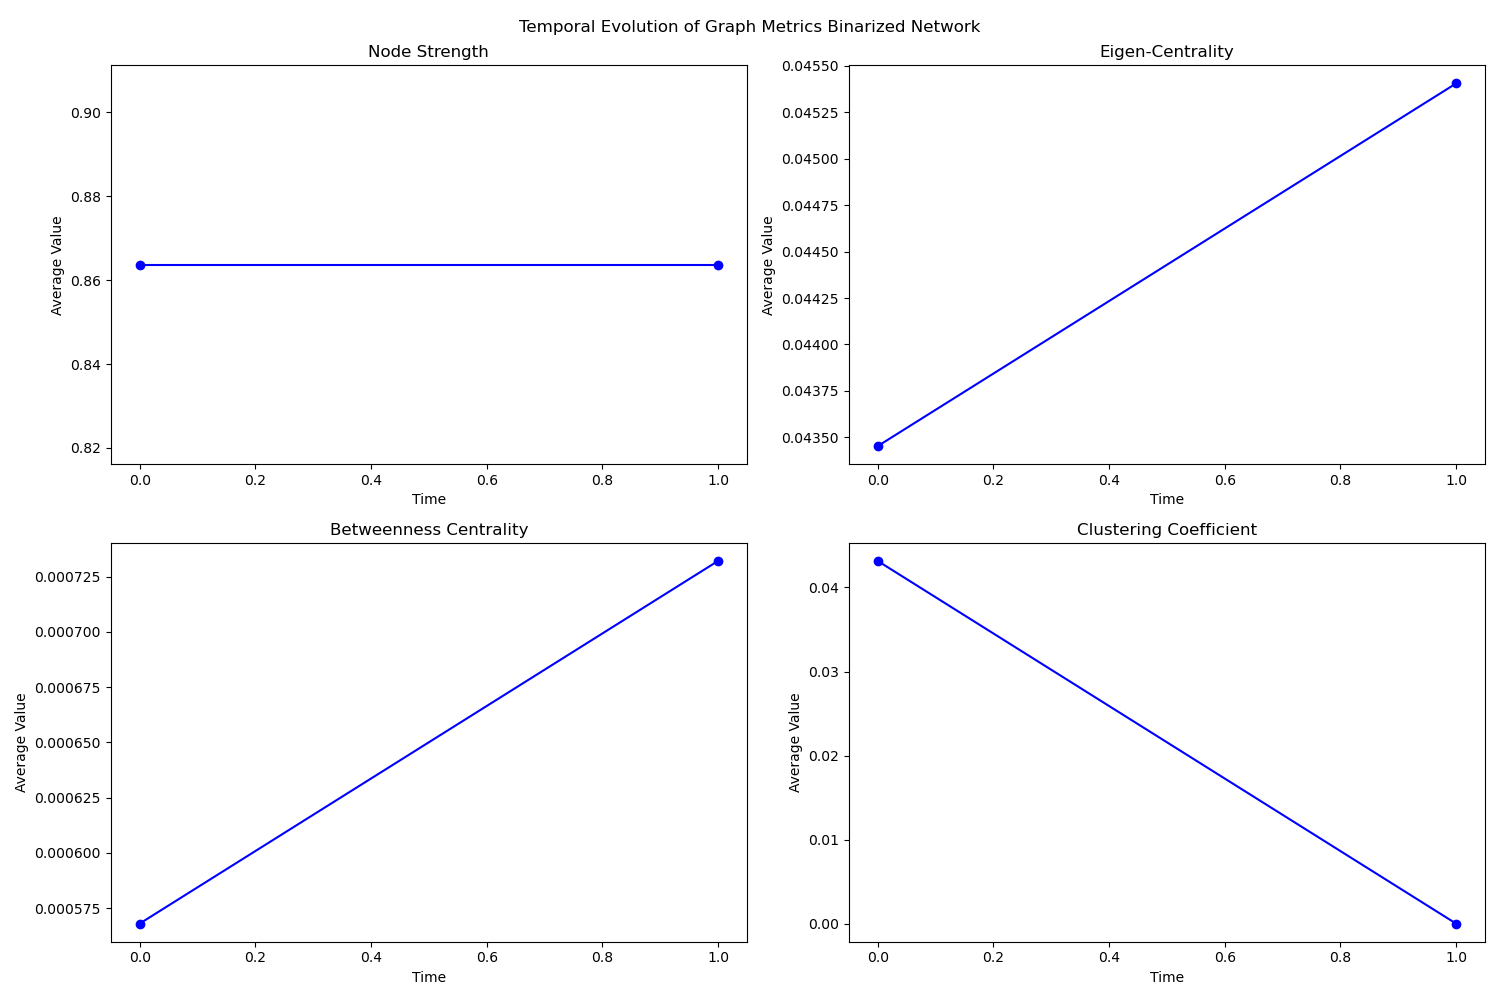 Temporal Evolution of Graph Metrics Binarized Network
Node Strength
0.90
0.88
0.86
0.84
0.82
Average Value
0.0 0.2 0.4 0.6 0.8 1.0
Time
Eigen-Centrality
0.04550
0.04525
0.04500
0.04475
0.04450
0.04425
0.04400
0.04375
0.04350
Average Value
0.0 0.2 0.4 0.6 0.8 1.0
Time
Betweenness Centrality
0.000725
0.000700
0.000675
0.000650
0.000625
0.000600
0.000575
Average Value
0.0 0.2 0.4 0.6 0.8 1.0
Time
Clustering Coefficient
0.04
0.03
0.02
0.01
0.00
Average Value
0.0 0.2 0.4 0.6 0.8 1.0
Time